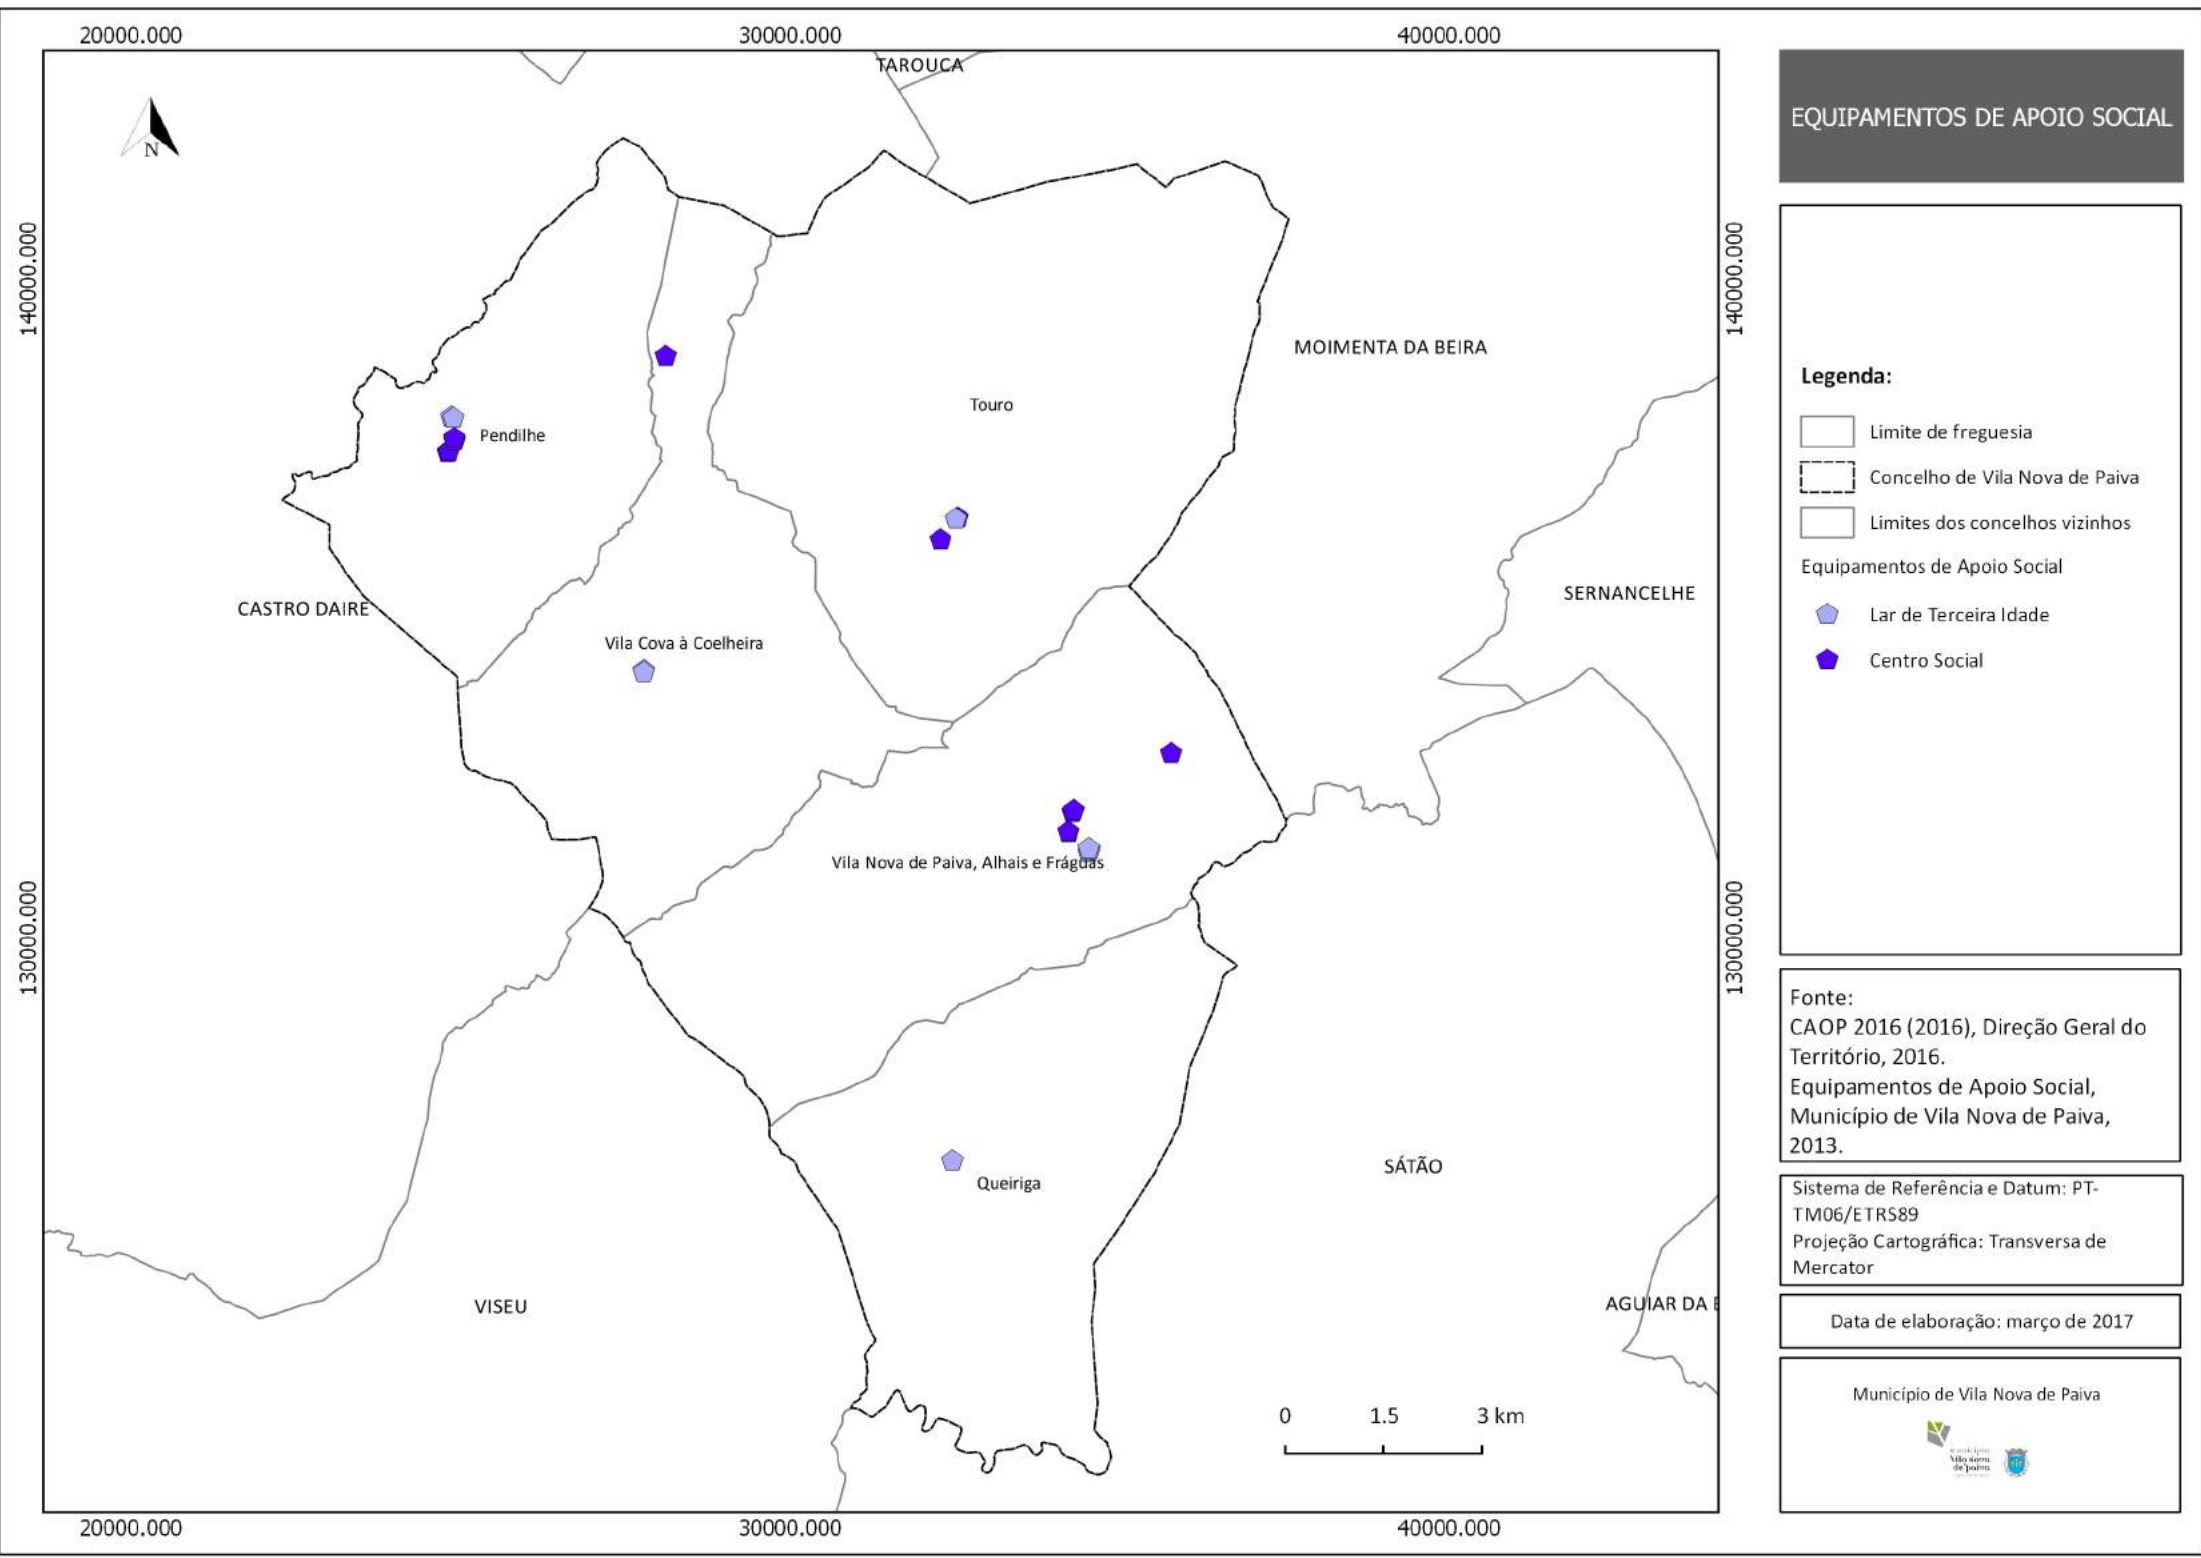 20000.000
30000.000
40000.000
TAROUCA
N
140000.000
140000.000
MOIMENTA DA BEIRA
Touro
Pendilhe
CASTRO DAIRE
SERNANCELHE
Vila Cova à Coelheira
Vila Nova de Paiva, Alhais e Fráguas
130000.000
130000.000
Queiriga
SÁTÃO
VISEU
AGUIAR DA B
0
1.5
3 km
20000.000
30000.000
40000.000
EQUIPAMENTOS DE APOIO SOCIAL
Legenda:
Limite de freguesia
Concelho de Vila Nova de Paiva
Limites dos concelhos vizinhos
Equipamentos de Apoio Social
Lar de Terceira Idade
Centro Social
Fonte:
CAOP 2016 (2016), Direção Geral do
Território, 2016.
Equipamentos de Apoio Social,
Município de Vila Nova de Paiva,
2013.
Sistema de Referência e Datum: PT-
TM06/ETRS89
Projeção Cartográfica: Transversa de
Mercator
Data de elaboração: março de 2017
Município de Vila Nova de Paiva
município
vila nova
de paiva